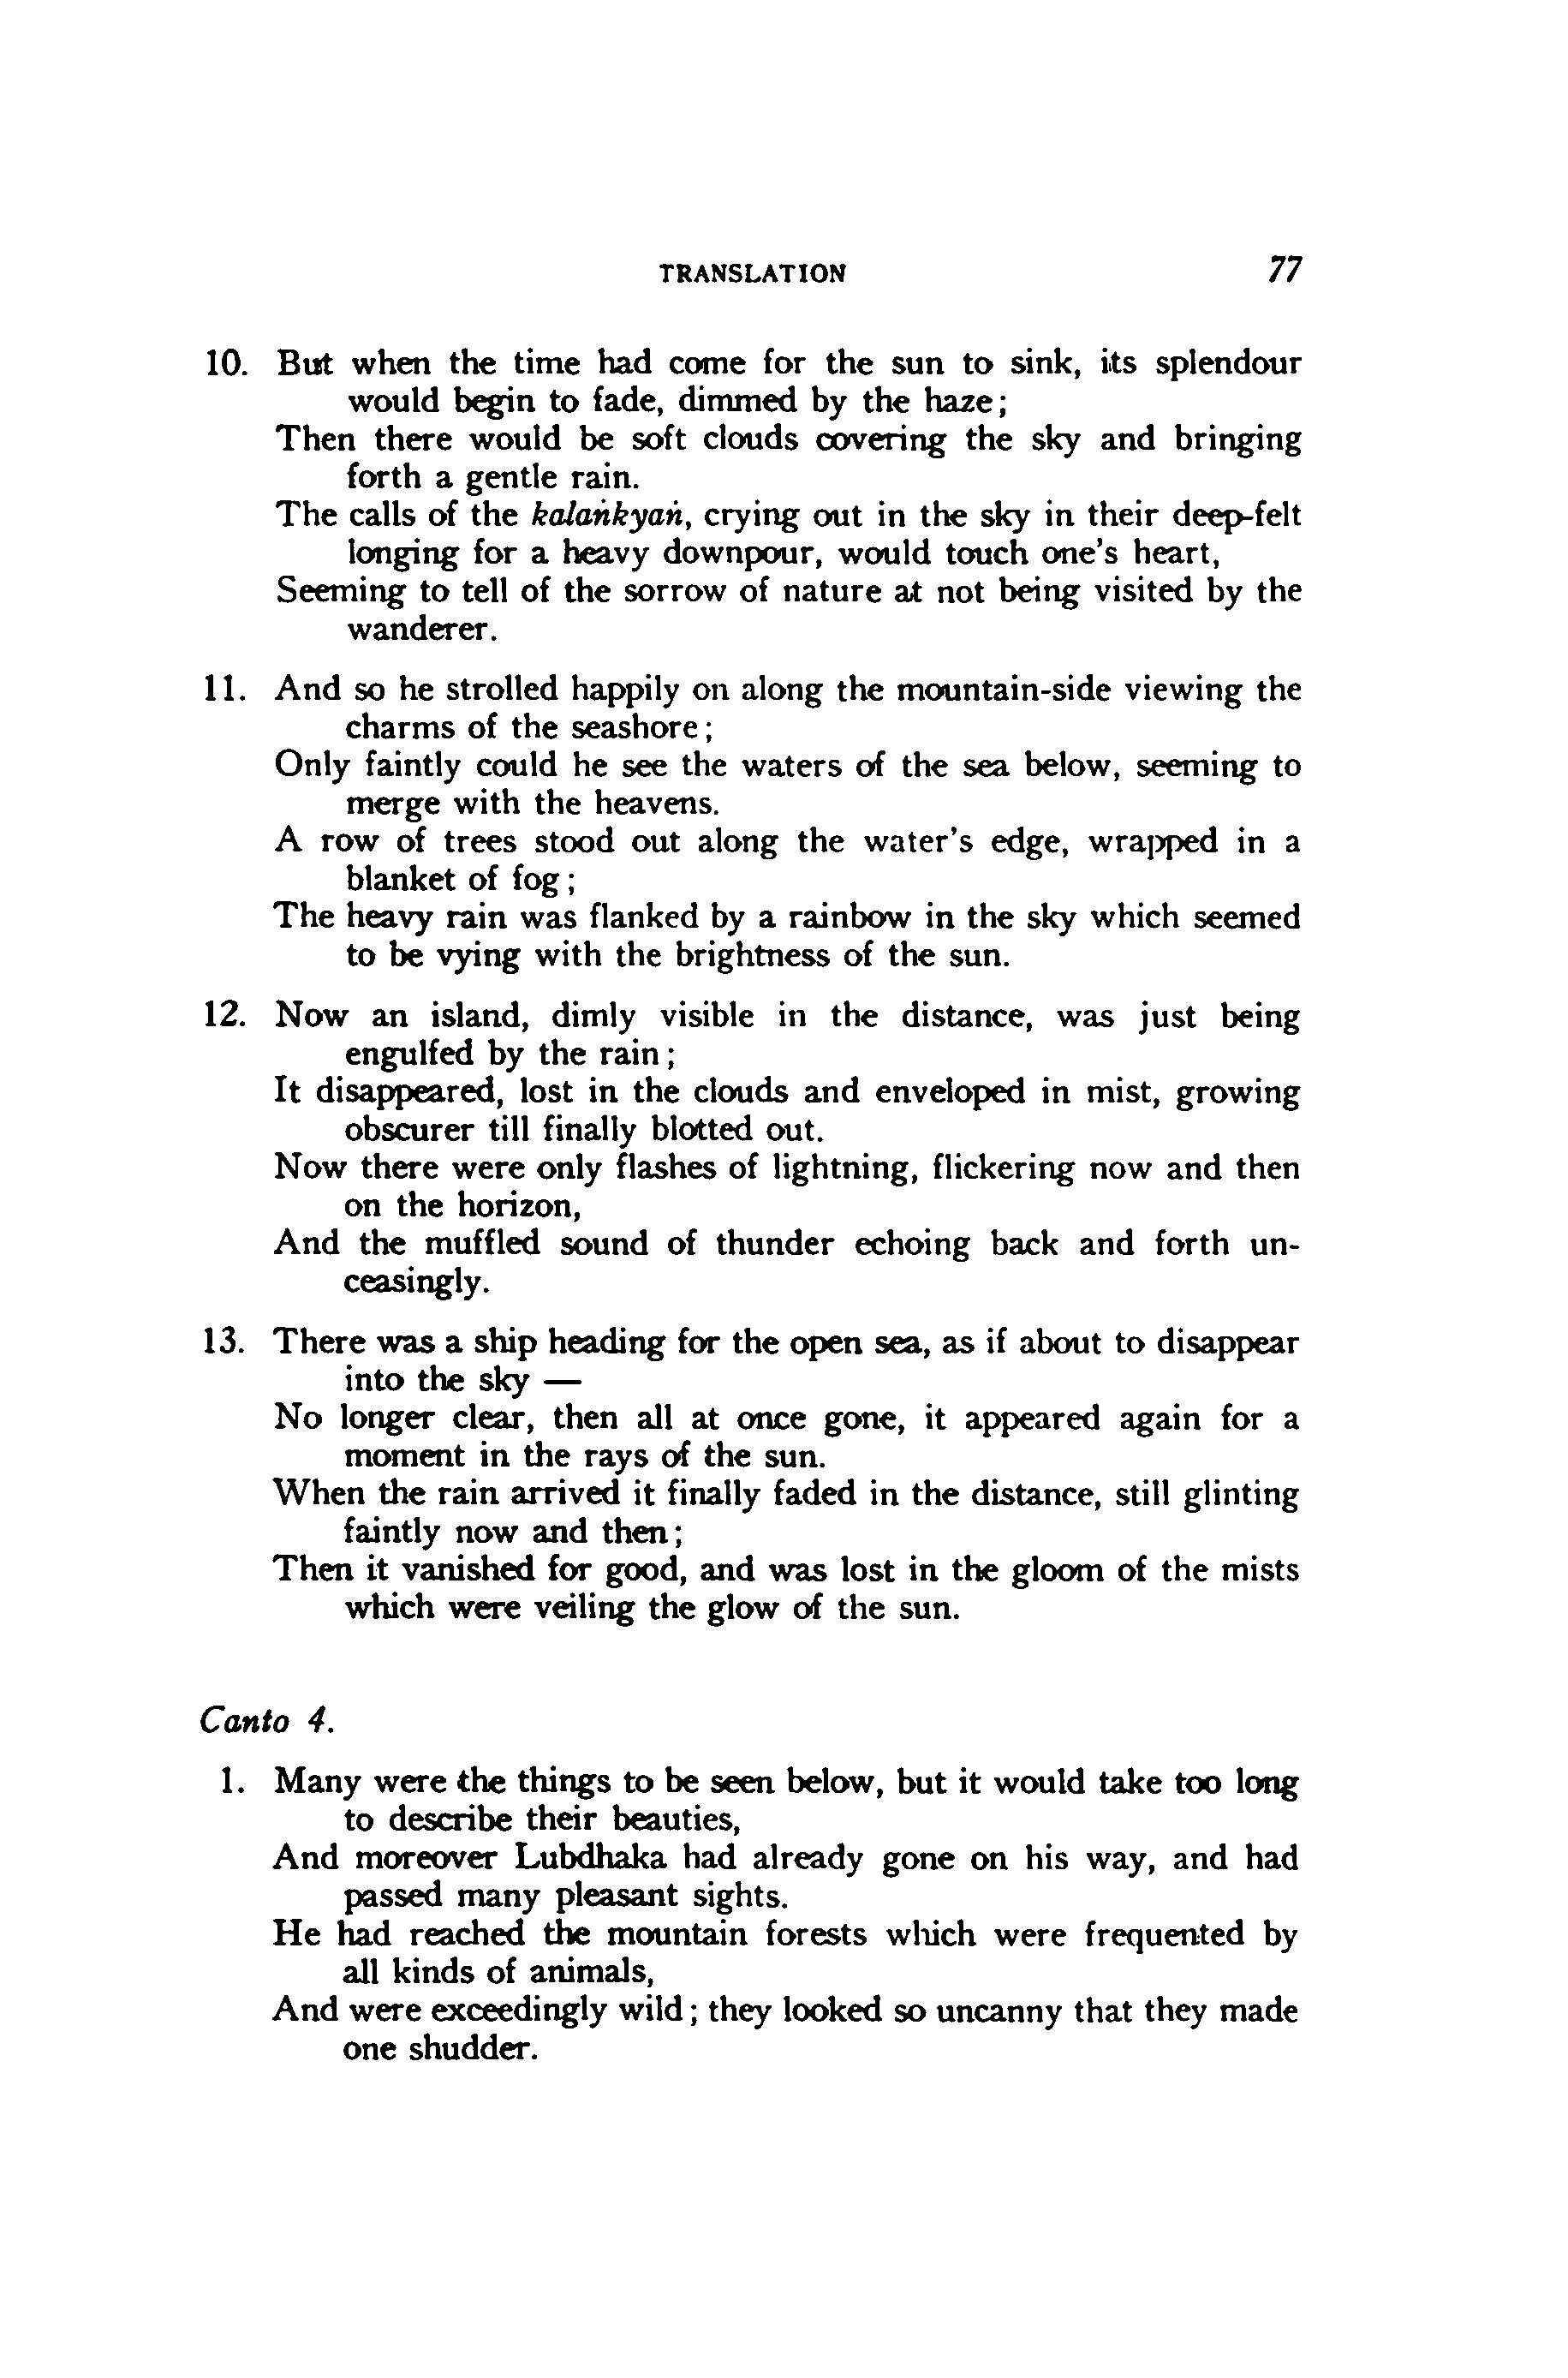 TRANSLATION 77
10. But when the time had come for the sun to sink, its splendour
would begin to fade, dimmed by the haze;
Then there would be soft clouds covering the sky and bringing
forth a gentle rain.
The calls of the kalaṅkyaṅ, crying out in the sky in their deep-felt
longing for a heavy downpour, would touch one's heart,
Seeming to tell of the sorrow of nature at not being visited by the
wanderer.
11. And so he strolled happily on along the mountain-side viewing the
charms of the seashore;
Only faintly could he see the waters of the sea below, seeming to
merge with the heavens.
A row of trees stood out along the water's edge, wrapped in a
blanket of fog;
The heavy rain was flanked by a rainbow in the sky which seemed
to be vying with the brightness of the sun.
12. Now an island, dimly visible in the distance, was just being
engulfed by the rain;
It disappeared, lost in the clouds and enveloped in mist, growing
obscurer till finally blotted out.
Now there were only flashes of lightning, flickering now and then
on the horizon,
And the muffled sound of thunder echoing back and forth un-
ceasingly.
13. There was a ship heading for the open sea, as if about to disappear
into the sky —
No longer clear, then all at once gone, it appeared again for a
moment in the rays of the sun.
When the rain arrived it finally faded in the distance, still glinting
faintly now and then;
Then it vanished for good, and was lost in the gloom of the mists
which were veiling the glow of the sun.
Canto 4.
1. Many were the things to be seen below, but it would take too long
to describe their beauties,
And moreover Lubdhaka had already gone on his way, and had
passed many pleasant sights.
He had reached the mountain forests which were frequented by
all kinds of animals,
And were exceedingly wild; they looked so uncanny that they made
one shudder.